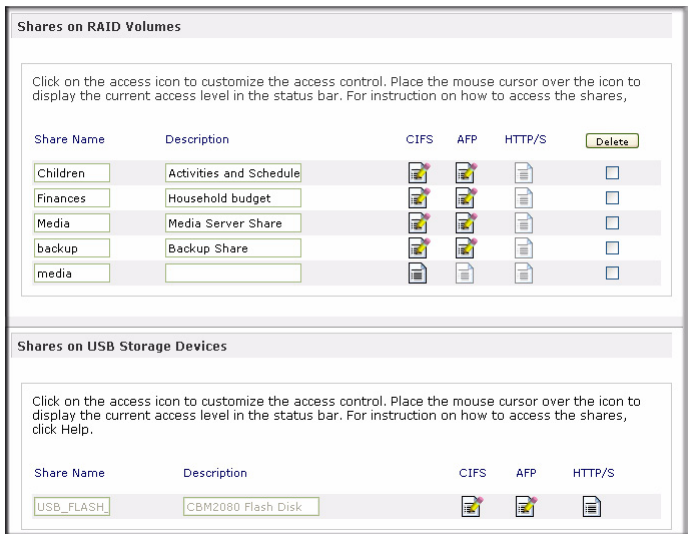 Shares on RAID Volumes
Click on the access icon to customize the access control. Place the mouse cursor over the icon to
display the current access level in the status bar. For instruction on how to access the shares,
Share Name Description CIFS AFP HTTP/S Delete
Children Activities and Schedule
Finances Household budget
Media Media Server Share
backup Backup Share
media
Shares on USB Storage Devices
Click on the access icon to customize the access control. Place the mouse cursor over the icon to
display the current access level in the status bar. For instruction on how to access the shares,
click Help.
Share Name Description CIFS AFP HTTP/S
USB_FLASH_ CBM2080 Flash Disk